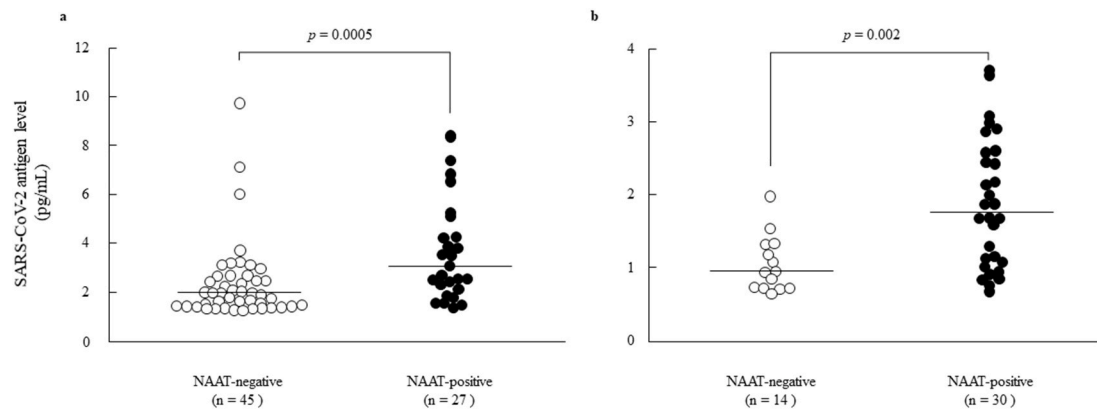 a
p = 0.0005
12
10
8
6
4
2
0
SARS-CoV-2 antigen level
(pg/mL)
NAAT-negative
(n = 45 )
NAAT-positive
(n = 27 )
b
p = 0.002
4
3
2
1
0
NAAT-negative
(n = 14 )
NAAT-positive
(n = 30 )